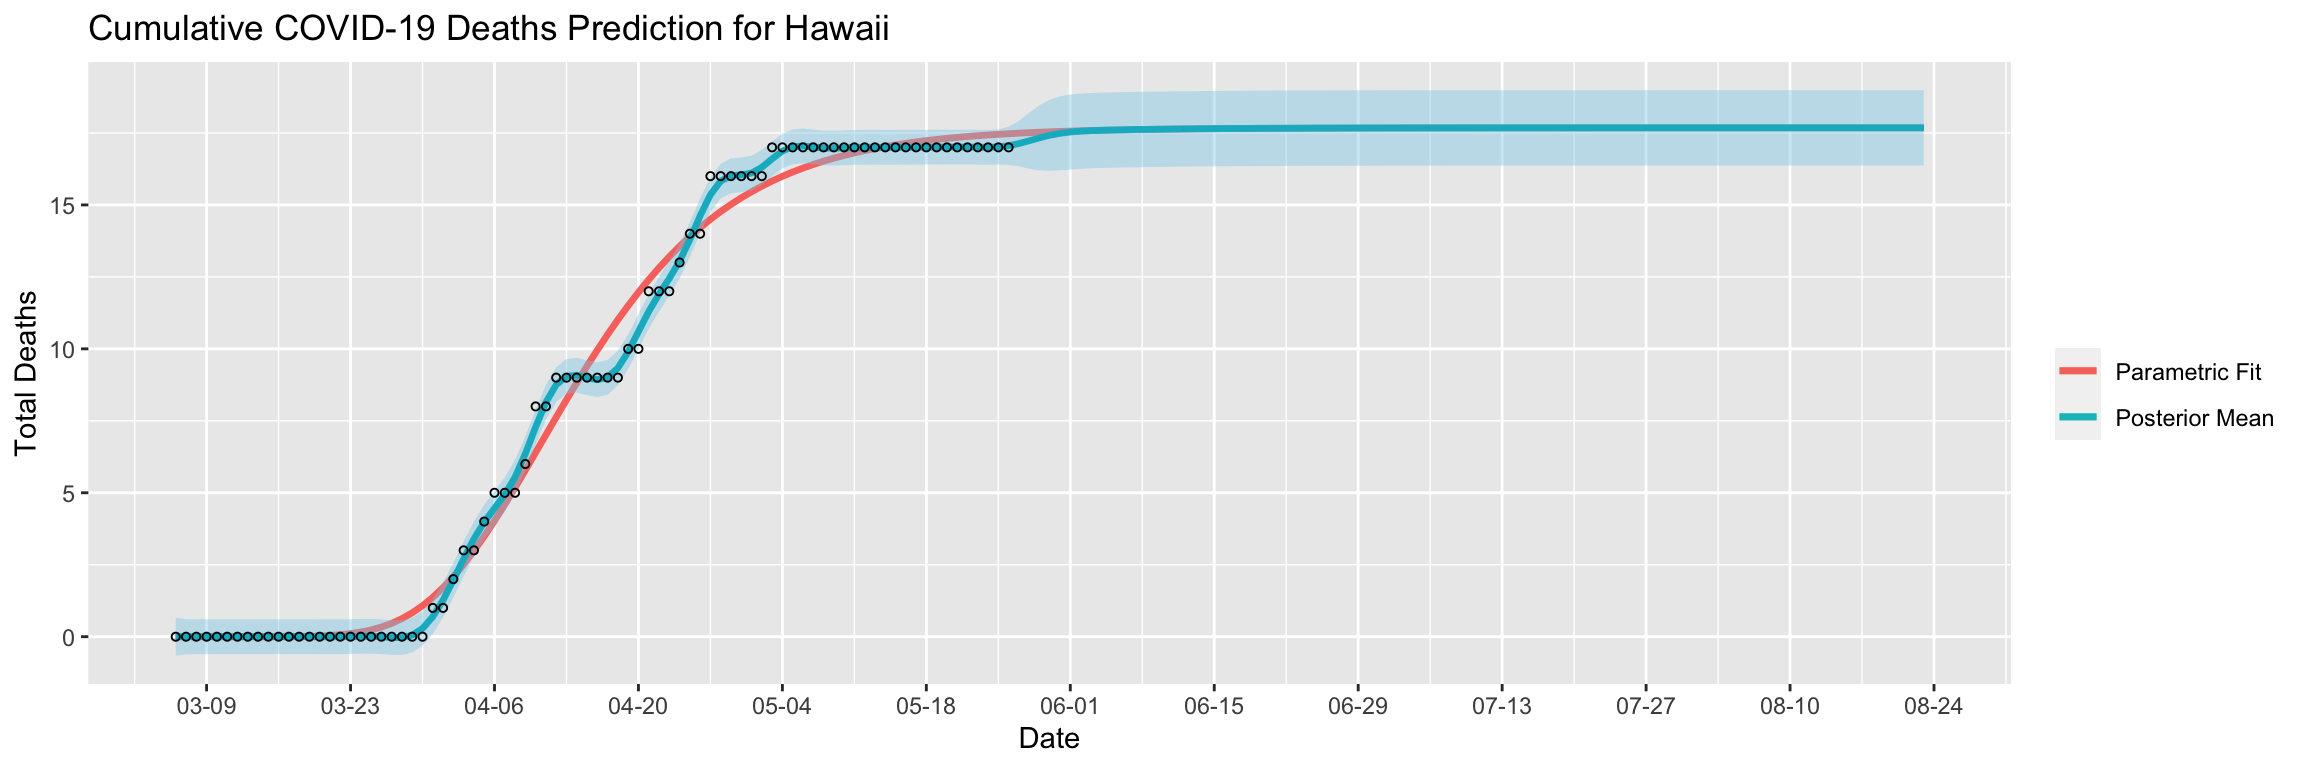 Cumulative COVID-19 Deaths Prediction for Hawaii
Total Deaths
15
10
5
0
03-09 03-23 04-06 04-20 05-04 05-18 06-01 06-15 06-29 07-13 07-27 08-10 08-24
Date
Parametric Fit
Posterior Mean